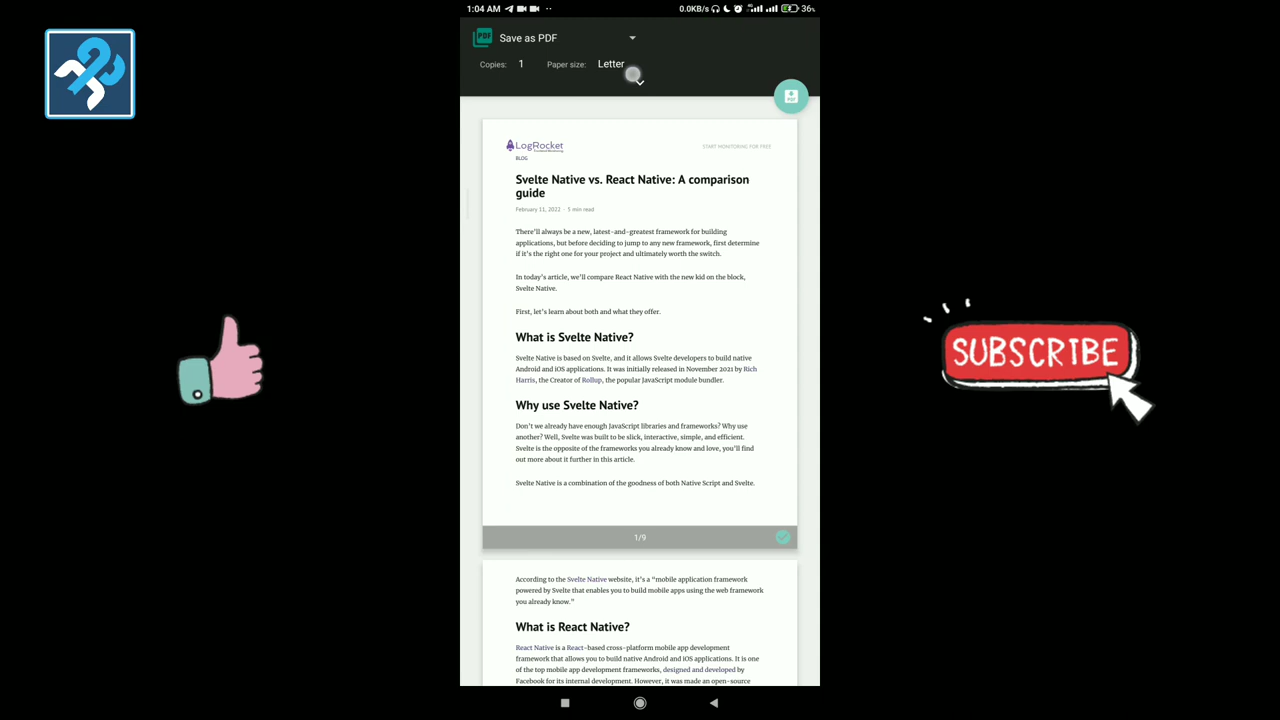 1:04 AM
0.0KB/s
4G
36%
PDF
Save as PDF
Copies: 1 Paper size: Letter
PDF
LogRocket
START MONITORING FOR FREE
BLOG
Svelte Native vs. React Native: A comparison
guide
February 11, 2022 · 5 min read
There'll always be a new, latest-and-greatest framework for building
applications, but before deciding to jump to any new framework, first determine
if it's the right one for your project and ultimately worth the switch.
In today's article, we'll compare React Native with the new kid on the block,
Svelte Native.
First, let's learn about both and what they offer.
What is Svelte Native?
Svelte Native is based on Svelte, and it allows Svelte developers to build native
Android and iOS applications. It was initially released in November 2021 by Rich
Harris, the Creator of Rollup, the popular JavaScript module bundler.
Why use Svelte Native?
Don't we already have enough JavaScript libraries and frameworks? Why use
another? Well, Svelte was built to be slick, interactive, simple, and efficient.
Svelte is the opposite of the frameworks you already know and love, you'll find
out more about it further in this article.
Svelte Native is a combination of the goodness of both Native Script and Svelte.
1/9
According to the Svelte Native website, it's a “mobile application framework
powered by Svelte that enables you to build mobile apps using the web framework
you already know.”
What is React Native?
React Native is a React-based cross-platform mobile app development
framework that allows you to build native Android and iOS applications. It is one
of the top mobile app development frameworks, designed and developed by
Facebook for its internal development. However, it was made an open-source
SUBSCRIBE